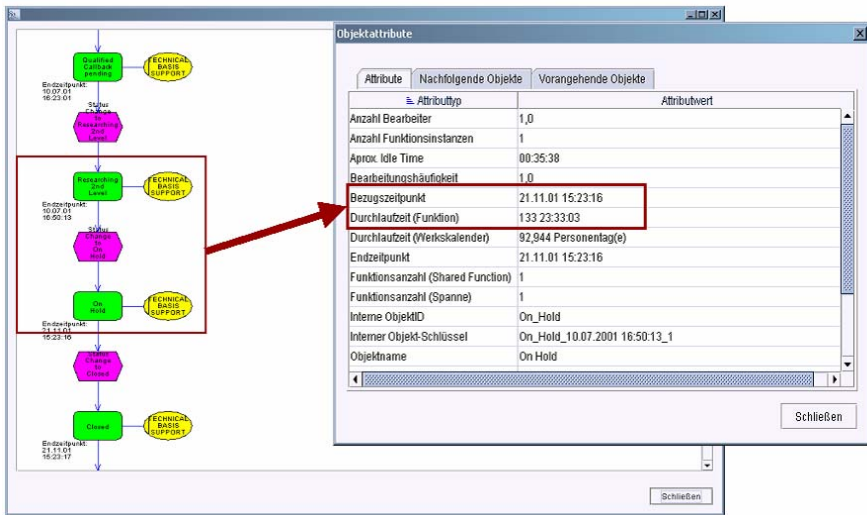 Qualified
Callback
pending
TECHNICAL
BASIS
SUPPORT
Endzeitpunkt:
10.07.01
16:23:01
Status
Change
to
Researching
2nd
Level
Researching
2nd
Level
TECHNICAL
BASIS
SUPPORT
Endzeitpunkt:
10.07.01
16:50:13
Status
Change
to
On
Hold
On
Hold
TECHNICAL
BASIS
SUPPORT
Endzeitpunkt:
21.11.01
15:23:16
Status
Change
to
Closed
Closed
TECHNICAL
BASIS
SUPPORT
Endzeitpunkt:
21.11.01
15:23:17
Schließen
Objektattribute
Attribute Nachfolgende Objekte Vorangehende Objekte
Attributtyp Attributwert
Anzahl Bearbeiter 1,0
Anzahl Funktionsinstanzen 1
Aprox. Idle Time 00:35:38
Bearbeitungshäufigkeit 1,0
Bezugszeitpunkt 21.11.01 15:23:16
Durchlaufzeit (Funktion) 133 23:33:03
Durchlaufzeit (Werkskalender) 92,944 Personentag(e)
Endzeitpunkt 21.11.01 15:23:16
Funktionsanzahl (Shared Function) 1
Funktionsanzahl (Spanne) 1
Interne ObjektID On_Hold
Interner Objekt-Schlüssel On_Hold_10.07.2001 16:50:13_1
Objektname On Hold
Schließen